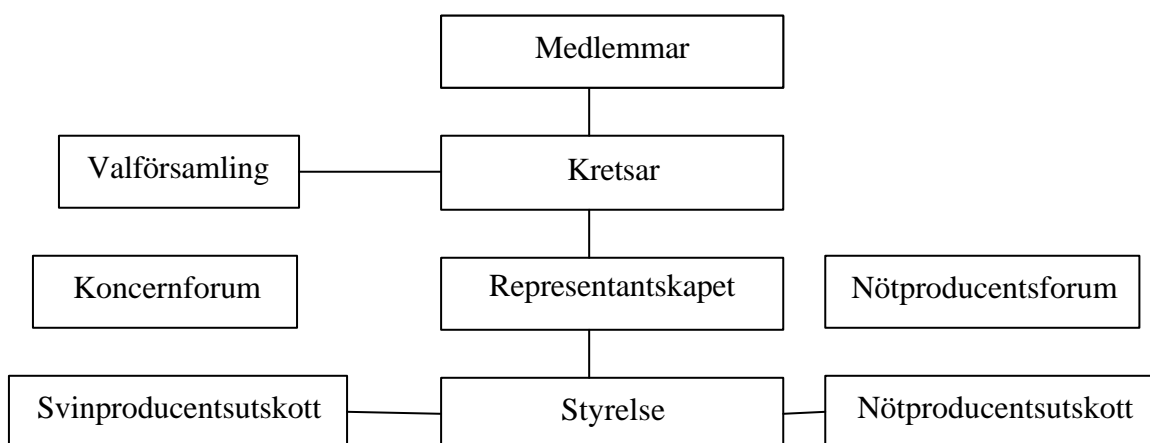 Medlemmar
Valförsamling
Kretsar
Koncernforum
Representantskapet
Nötproducentsforum
Svinproducentsutskott
Styrelse
Nötproducentsutskott